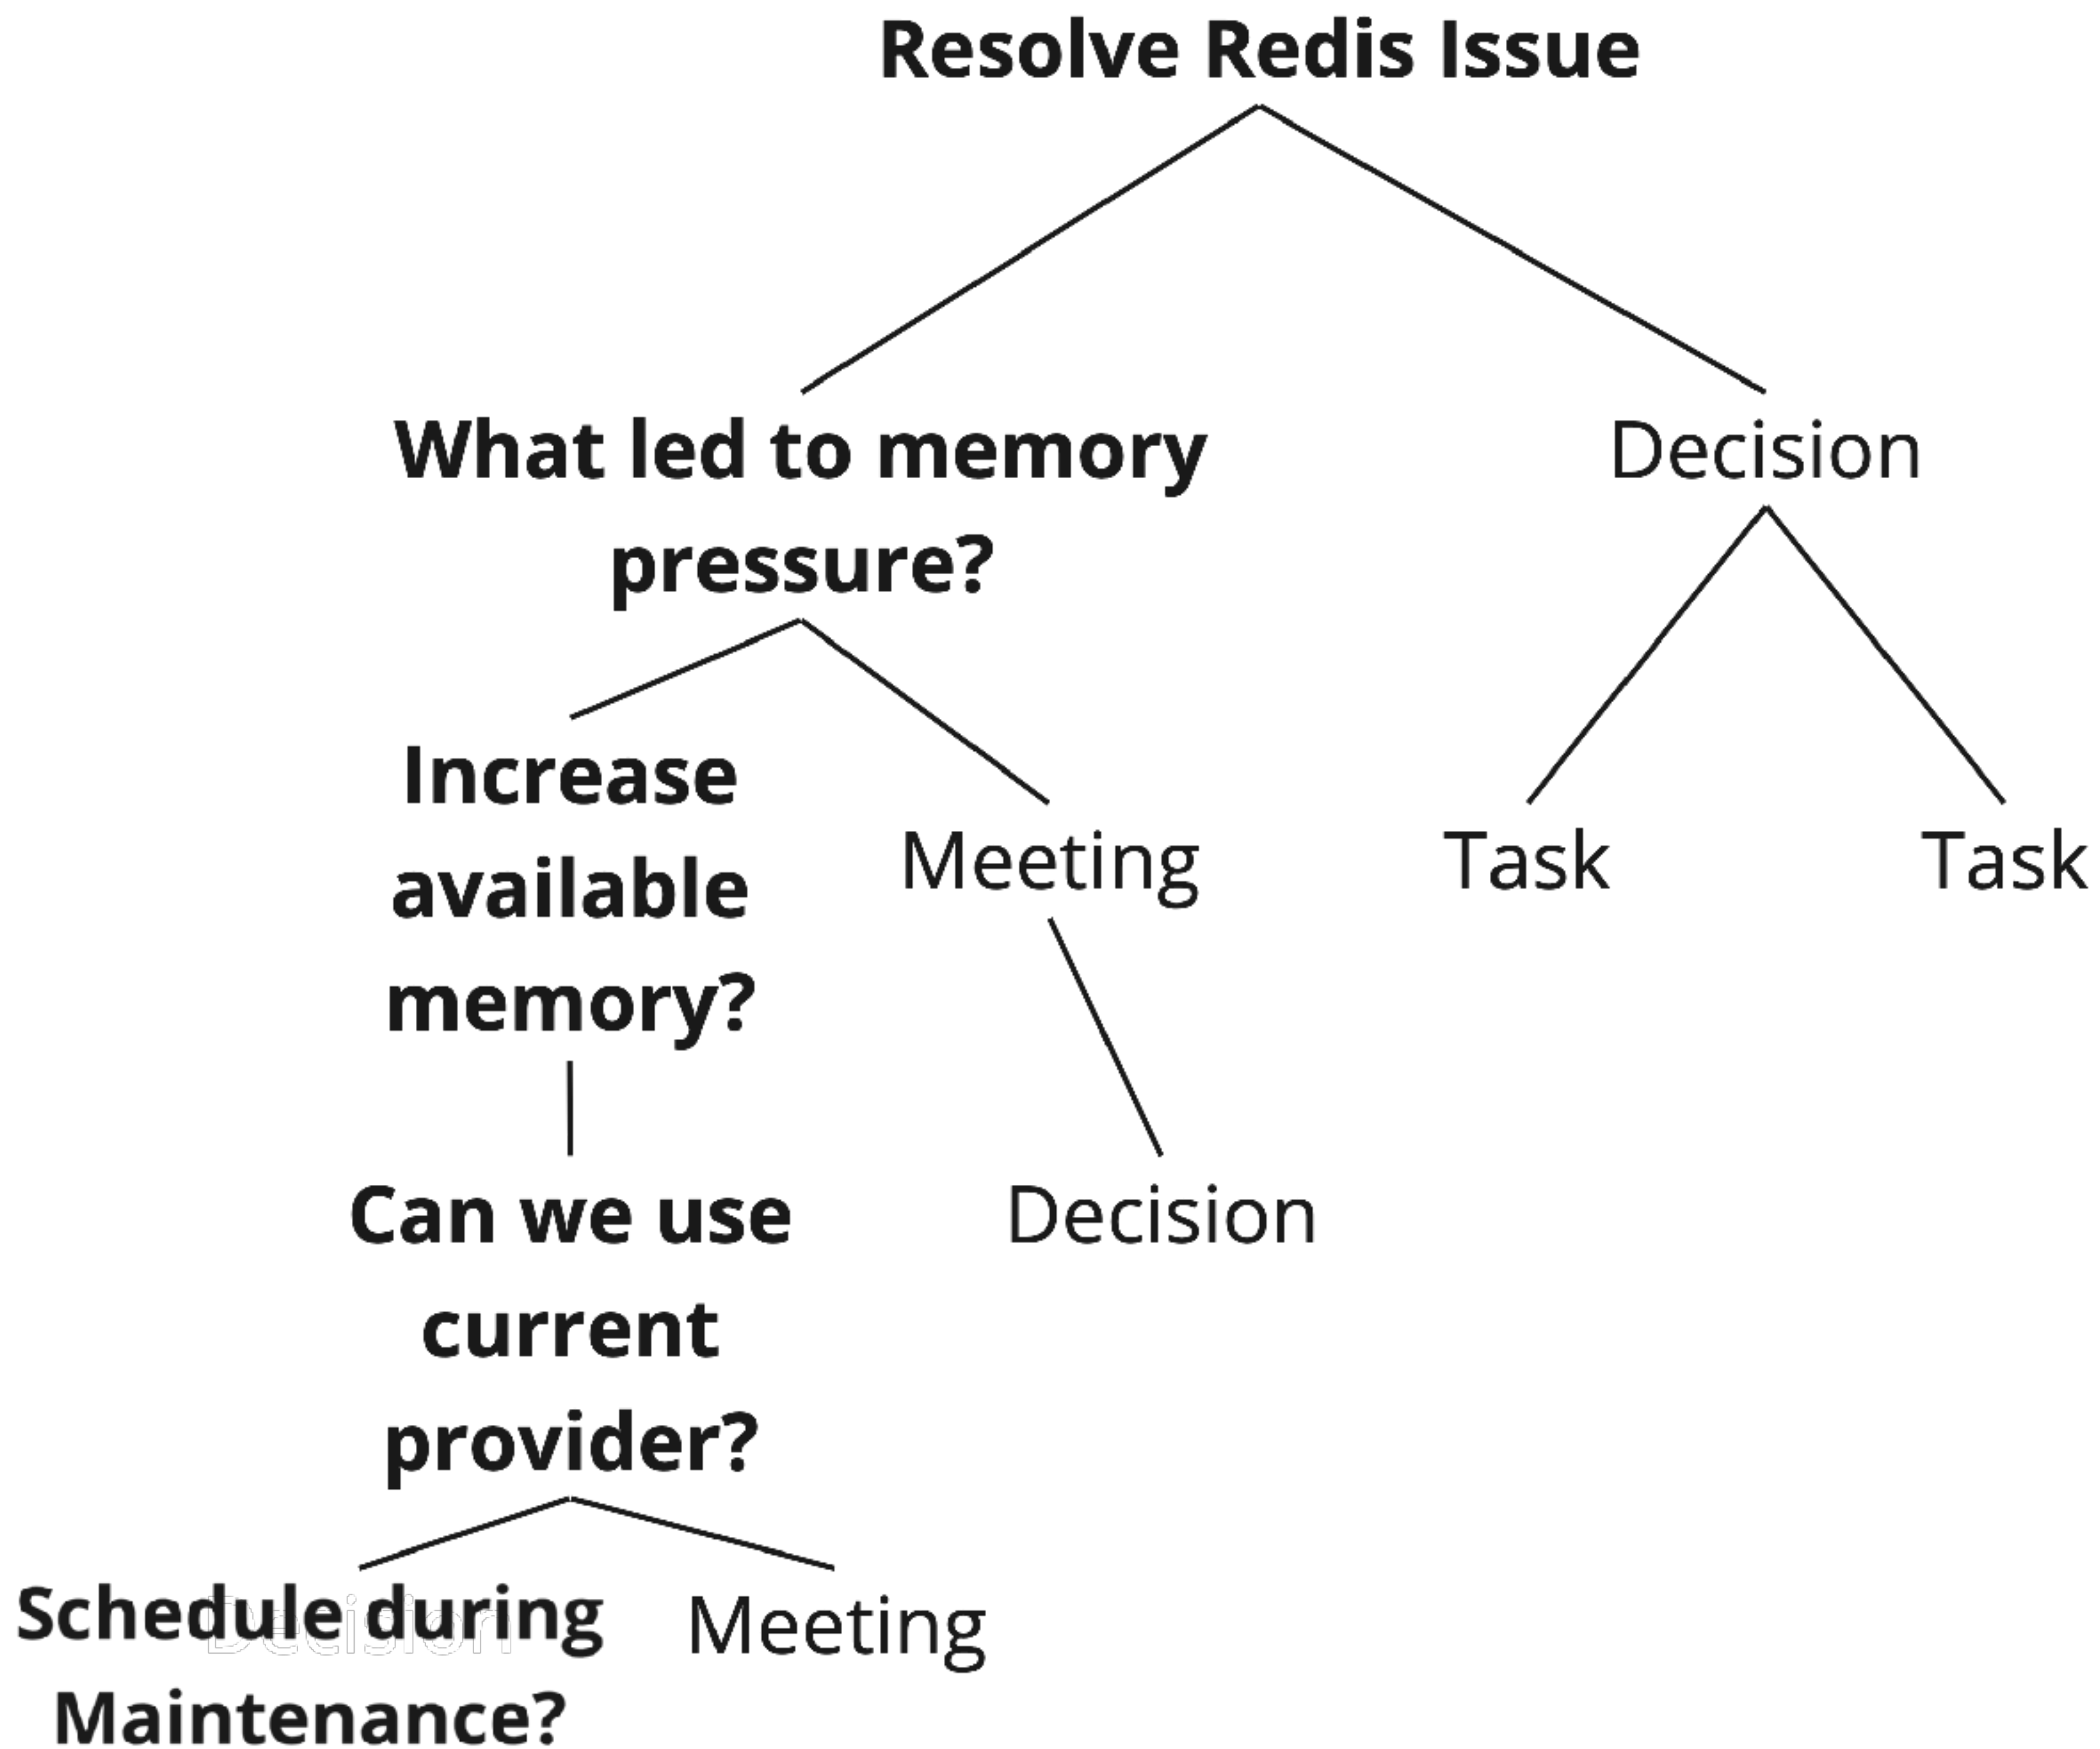 Resolve Redis Issue
What led to memory
pressure?
Decision
Increase
available
memory?
Meeting
Task
Task
Can we use
current
provider?
Decision
Schedule during
Decision
Maintenance?
Meeting